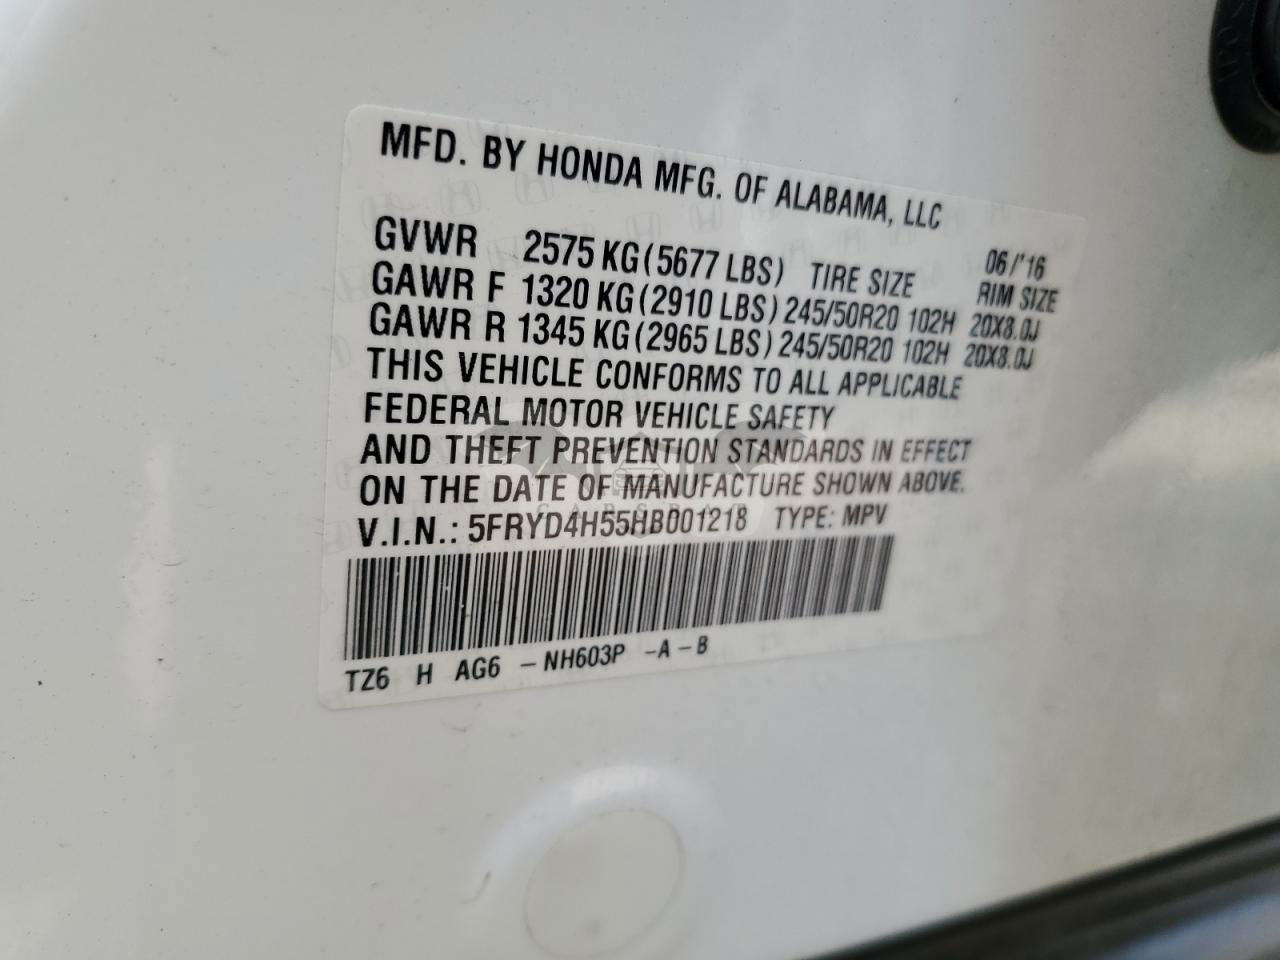 MFD. BY HONDA MFG. OF ALABAMA, LLC
06/'16
GVWR 2575 KG(5677 LBS) TIRE SIZE RIM SIZE
GAWR F 1320 KG(2910 LBS) 245/50R20 102H 20X8.0J
GAWR R 1345 KG(2965 LBS) 245/50R20 102H 20X8.0J
THIS VEHICLE CONFORMS TO ALL APPLICABLE
FEDERAL MOTOR VEHICLE SAFETY
AND THEFT PREVENTION STANDARDS IN EFFECT
ON THE DATE OF MANUFACTURE SHOWN ABOVE.
V.I.N.: 5FRYD4H55HB001218 TYPE: MPV
TZ6 H AG6 - NH603P -A-B